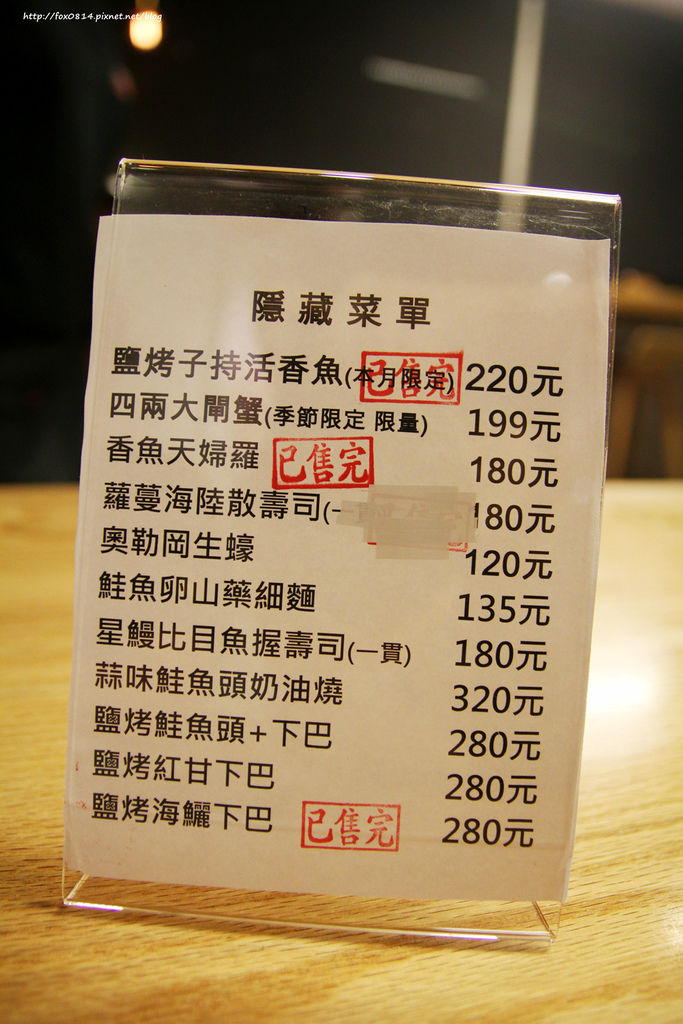 http://fox0814.pixnet.net/blog
隱藏菜單
鹽烤子持活香魚(本月限定) 已售完 220元
四兩大閘蟹(季節限定 限量) 199元
香魚天婦羅 已售完 180元
蘿蔓海陸散壽司(一 180元
奧勒岡生蠔 120元
鮭魚卵山藥細麵 135元
星鰻比目魚握壽司(一貫) 180元
蒜味鮭魚頭奶油燒 320元
鹽烤鮭魚頭+下巴 280元
鹽烤紅甘下巴 280元
鹽烤海鱺下巴 已售完 280元